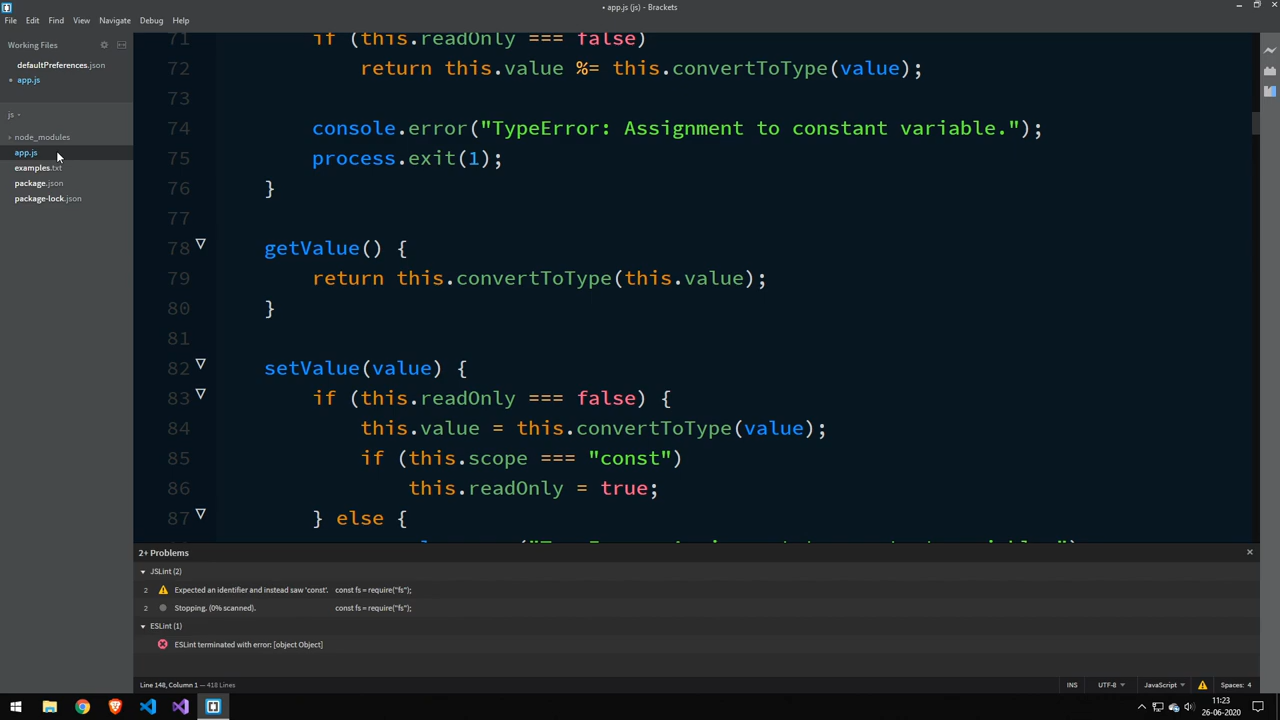 • app.js (js) - Brackets
File Edit Find View Navigate Debug Help
Working Files
defaultPreferences.json
• app.js
js
node_modules
app.js
examples.txt
package.json
package-lock.json
71 if (this.readOnly === false)
72 return this.value %= this.convertToType(value);
73
74 console.error("TypeError: Assignment to constant variable.");
75 process.exit(1);
76 }
77
78 getValue() {
79 return this.convertToType(this.value);
80 }
81
82 setValue(value) {
83 if (this.readOnly === false) {
84 this.value = this.convertToType(value);
85 if (this.scope === "const")
86 this.readOnly = true;
87 } else {
2+ Problems
JSLint (2)
2 Expected an identifier and instead saw 'const'. const fs = require("fs");
2 Stopping. (0% scanned). const fs = require("fs");
ESLint (1)
ESLint terminated with error: [object Object]
Line 148, Column 1 — 418 Lines
INS UTF-8 JavaScript Spaces: 4
11:23
26-06-2020